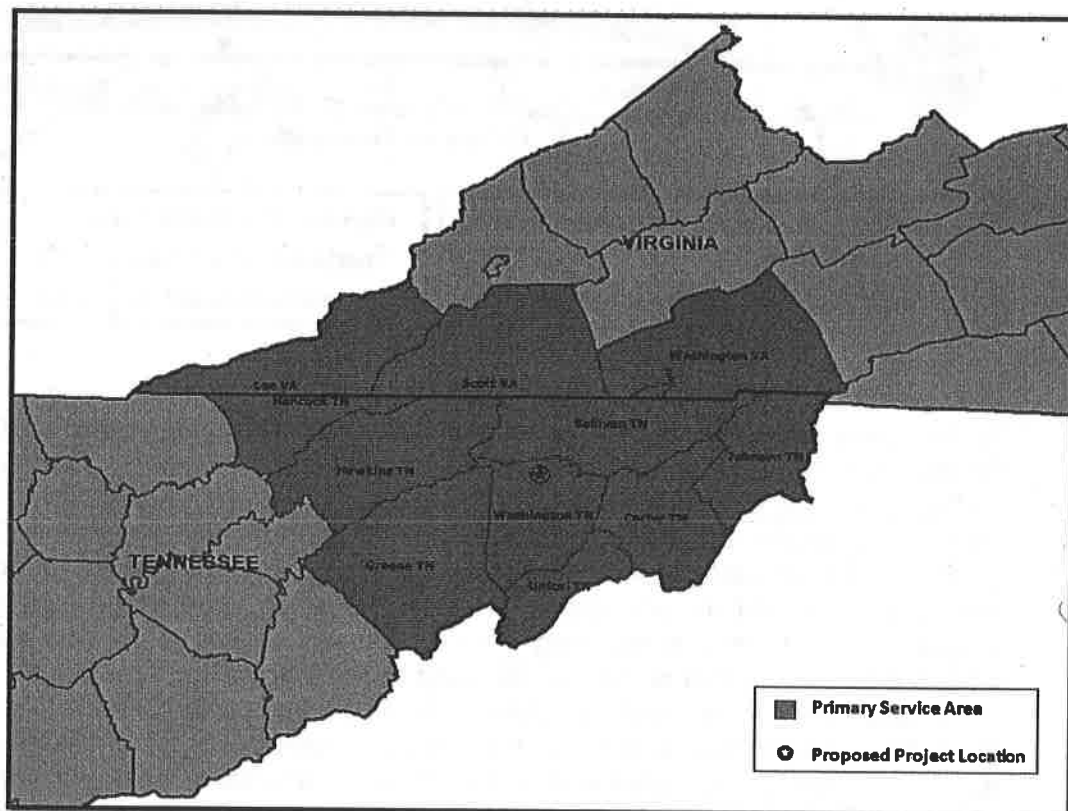 VIRGINIA
Washington VA
Lee VA
Scott VA
Hancock TN
Sullivan TN
Johnson TN
Hawkins TN
Washington TN
Carter TN
TENNESSEE
Greene TN
Unicoi TN
Primary Service Area
Proposed Project Location